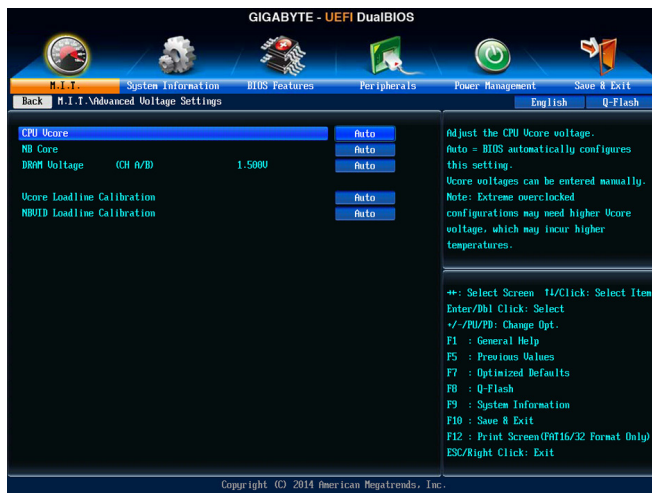 GIGABYTE - UEFI DualBIOS
M.I.T. System Information BIOS Features Peripherals Power Management Save & Exit
Back M.I.T.\Advanced Voltage Settings English Q-Flash
CPU Vcore Auto
NB Core Auto
DRAM Voltage (CH A/B) 1.500V Auto
Vcore Loadline Calibration Auto
NBVID Loadline Calibration Auto
Adjust the CPU Vcore voltage.
Auto = BIOS automatically configures
this setting.
Vcore voltages can be entered manually.
Note: Extreme overclocked
configurations may need higher Vcore
voltage, which may incur higher
temperatures.
→←: Select Screen ↑↓/Click: Select Item
Enter/Dbl Click: Select
+/-/PU/PD: Change Opt.
F1 : General Help
F5 : Previous Values
F7 : Optimized Defaults
F8 : Q-Flash
F9 : System Information
F10 : Save & Exit
F12 : Print Screen(FAT16/32 Format Only)
ESC/Right Click: Exit
Copyright (C) 2014 American Megatrends, Inc.